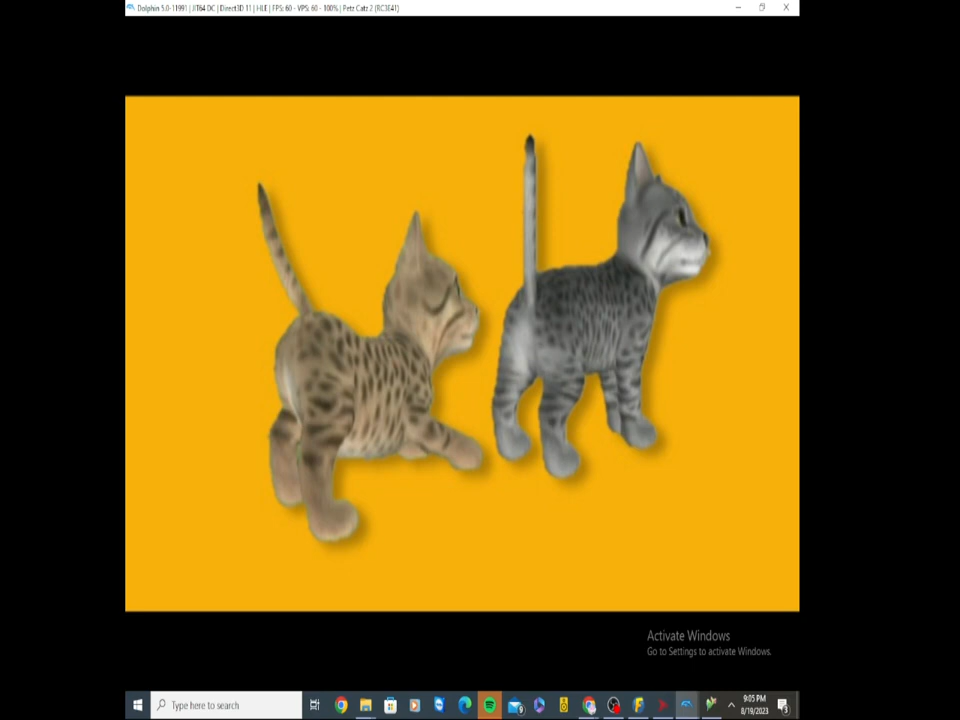 Dolphin 5.0-11991 | JIT64 DC | Direct3D 11 | HLE | FPS: 60 - VPS: 60 - 100% | Petz Catz 2 (RC3E41)
Activate Windows
Go to Settings to activate Windows.
Type here to search
9:05 PM
8/19/2023